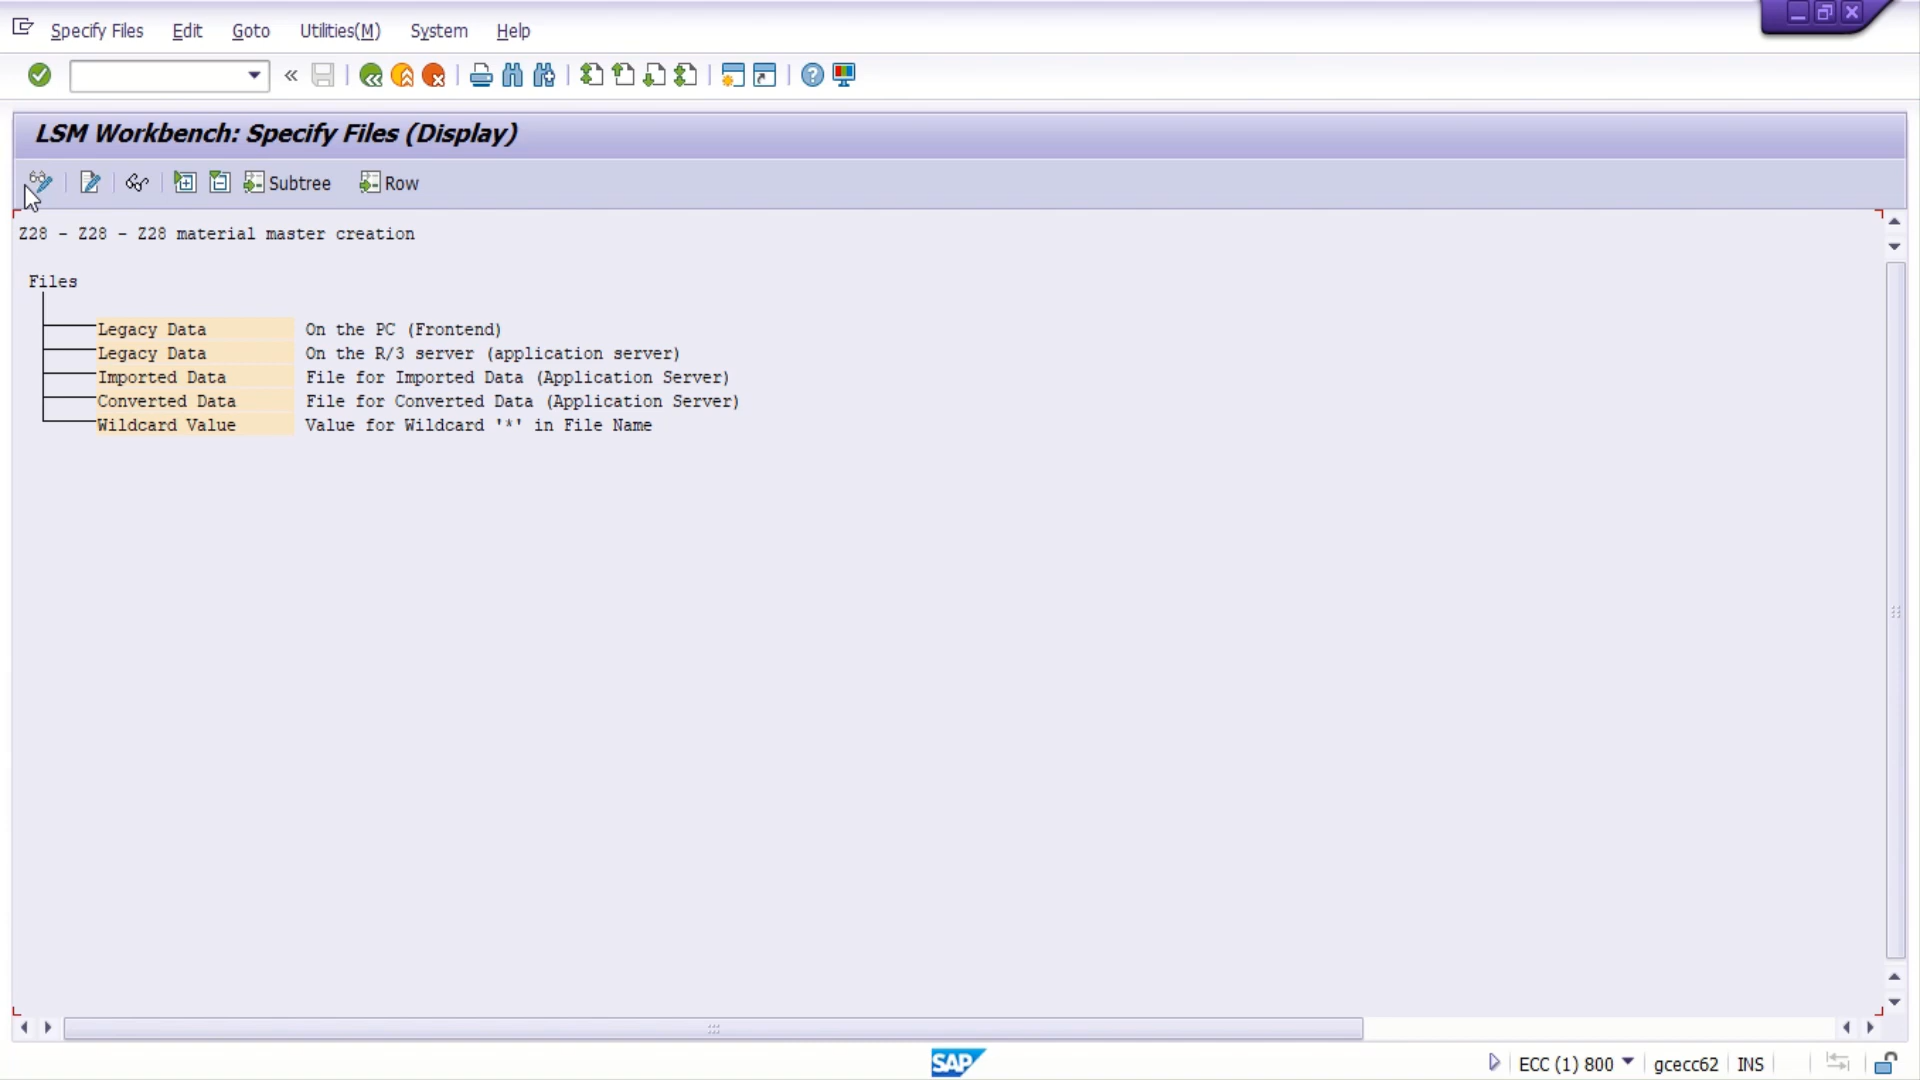 Specify Files Edit Goto Utilities(M) System Help
LSM Workbench: Specify Files (Display)
Subtree Row
Z28 - Z28 - Z28 material master creation
Files
Legacy Data On the PC (Frontend)
Legacy Data On the R/3 server (application server)
Imported Data File for Imported Data (Application Server)
Converted Data File for Converted Data (Application Server)
Wildcard Value Value for Wildcard '*' in File Name
SAP ECC (1) 800 gcecc62 INS